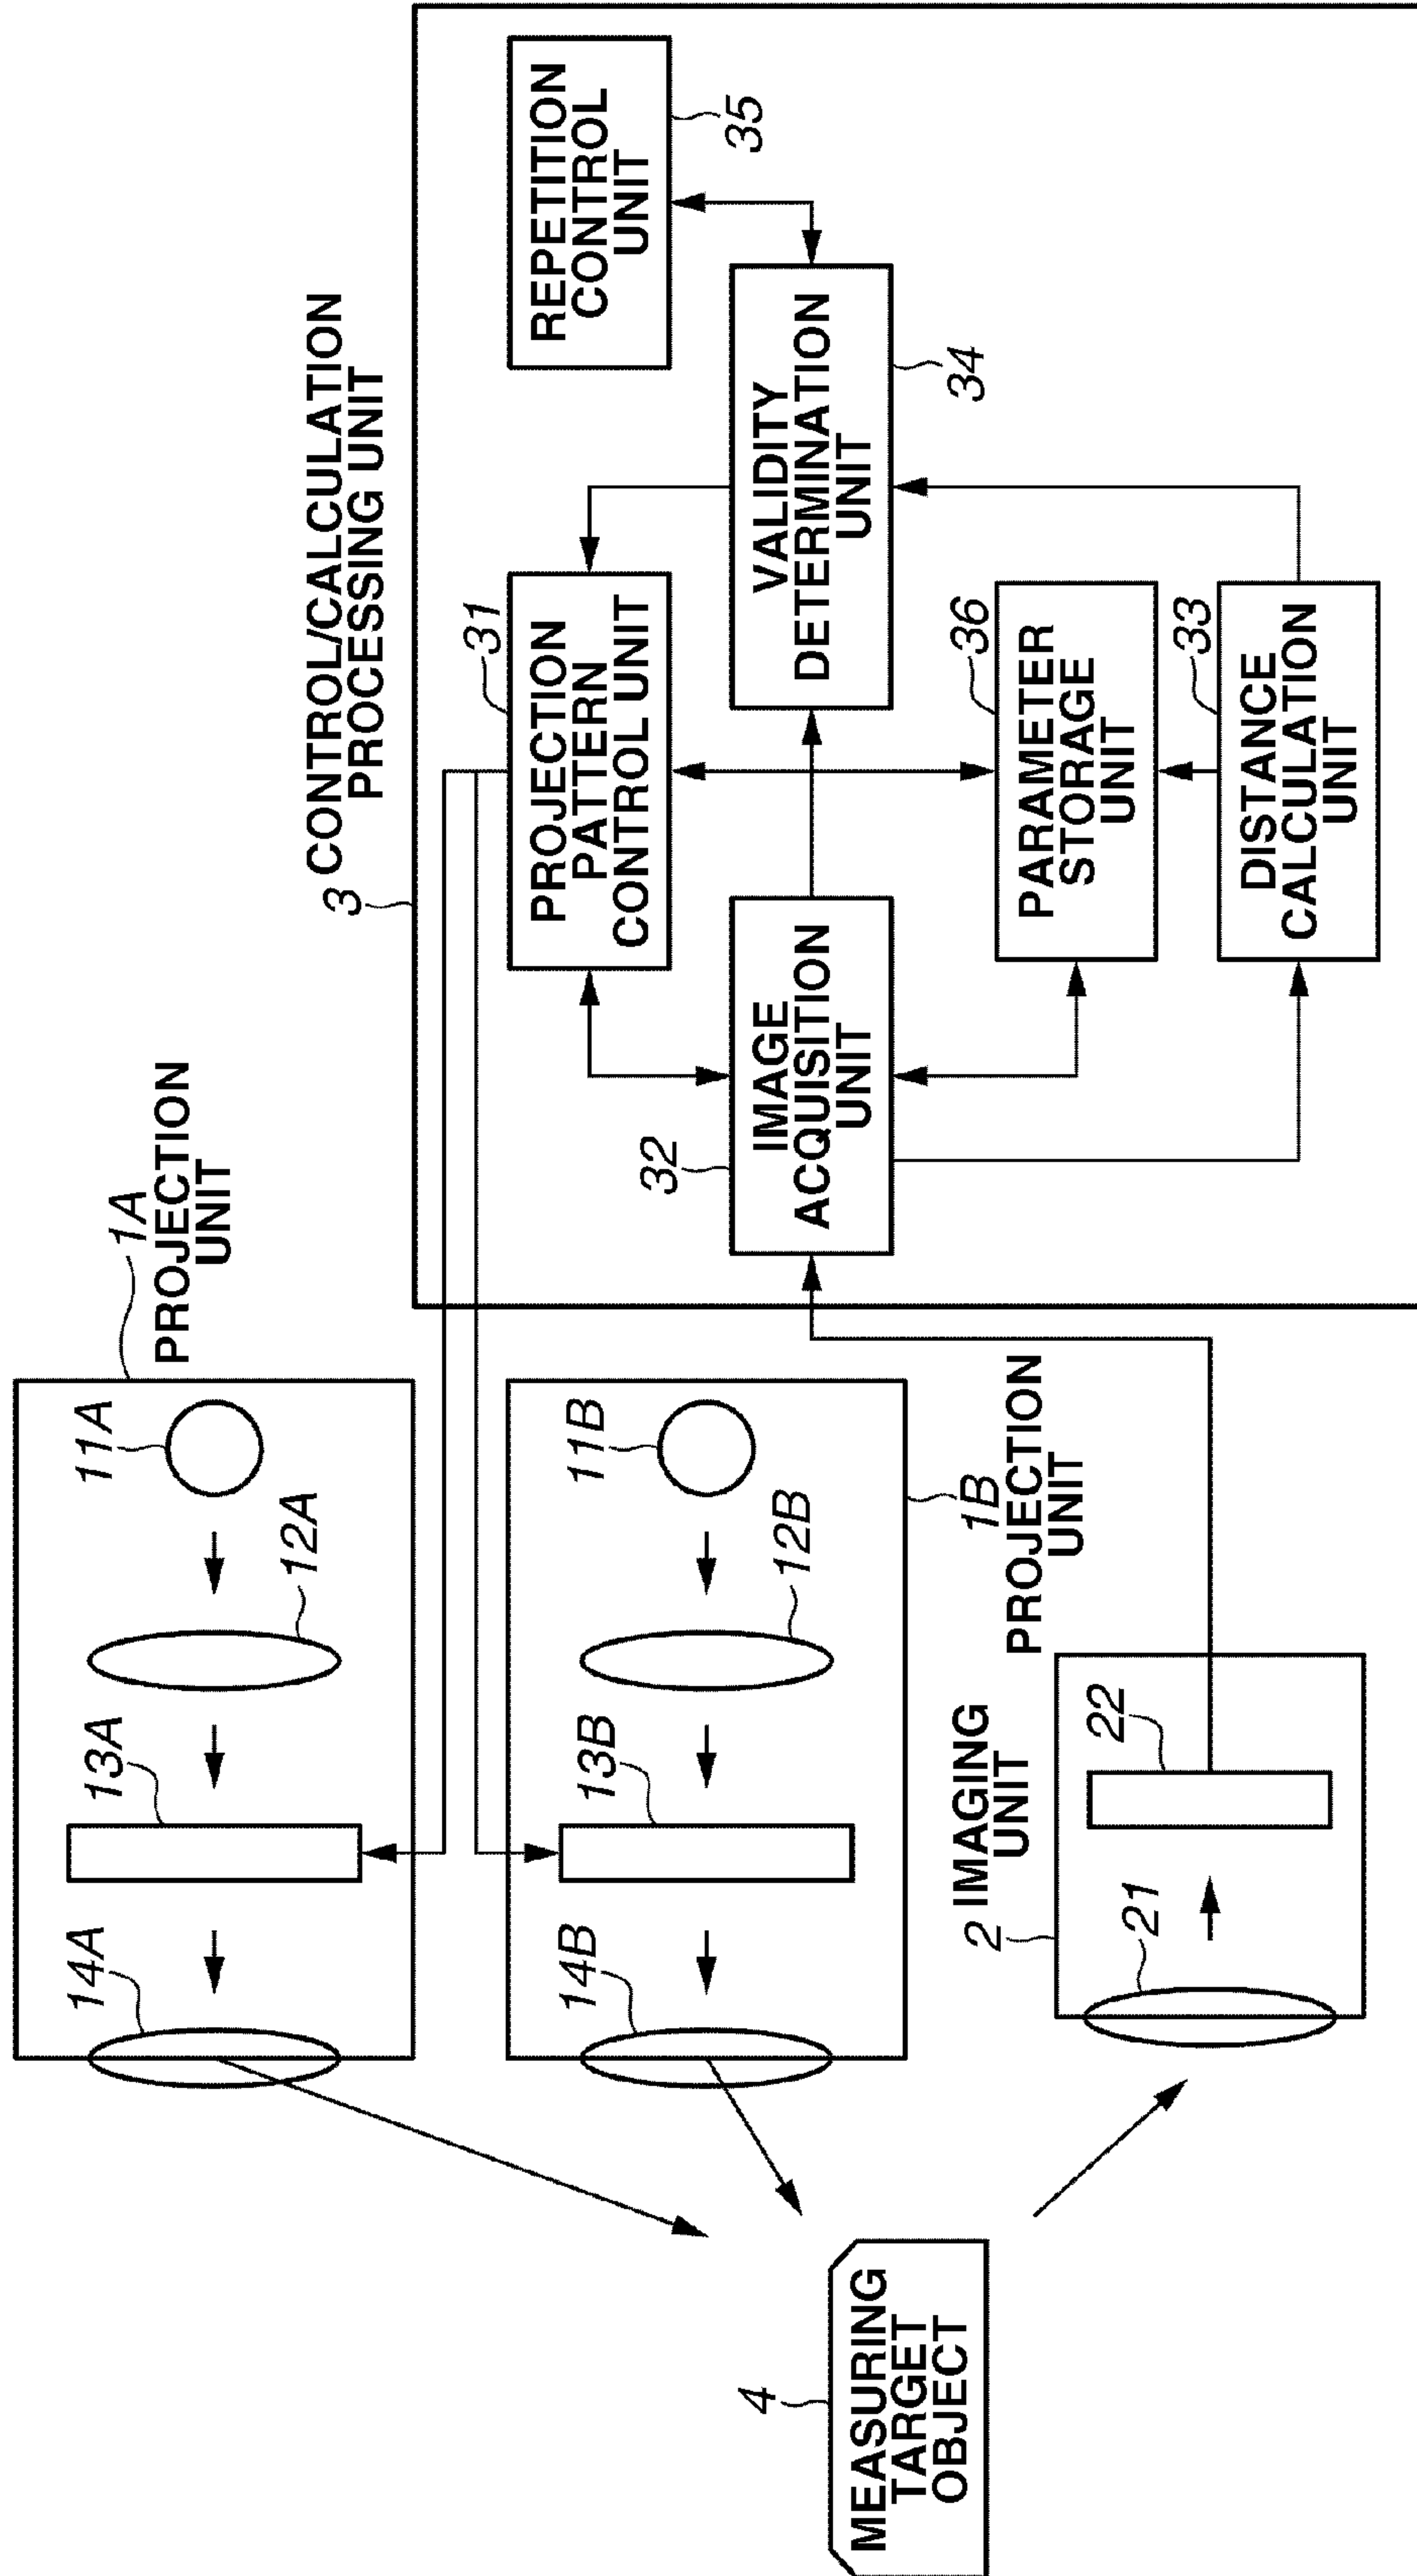 1A
PROJECTION
UNIT
11A
12A
13A
14A
3
CONTROL/CALCULATION
PROCESSING UNIT
31
PROJECTION
PATTERN
CONTROL UNIT
REPETITION
CONTROL
UNIT
35
11B
12B
13B
14B
1B
PROJECTION
UNIT
32
IMAGE
ACQUISITION
UNIT
VALIDITY
DETERMINATION
UNIT
34
4
MEASURING
TARGET
OBJECT
2
IMAGING
UNIT
21
22
36
PARAMETER
STORAGE
UNIT
33
DISTANCE
CALCULATION
UNIT